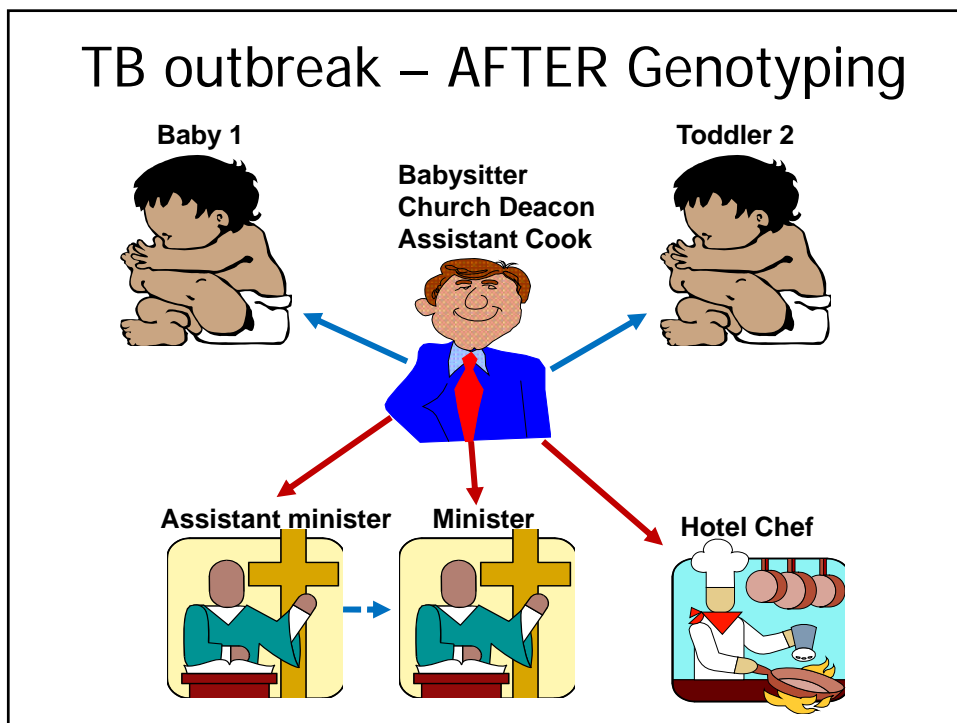 TB outbreak – AFTER Genotyping
Baby 1
Toddler 2
Babysitter
Church Deacon
Assistant Cook
Assistant minister
Minister
Hotel Chef